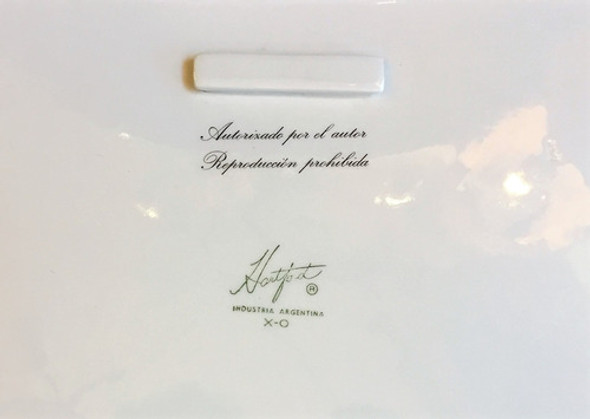 Autorizado por el autor
Reproducción prohibida
Hartford ®
INDUSTRIA ARGENTINA
X-O